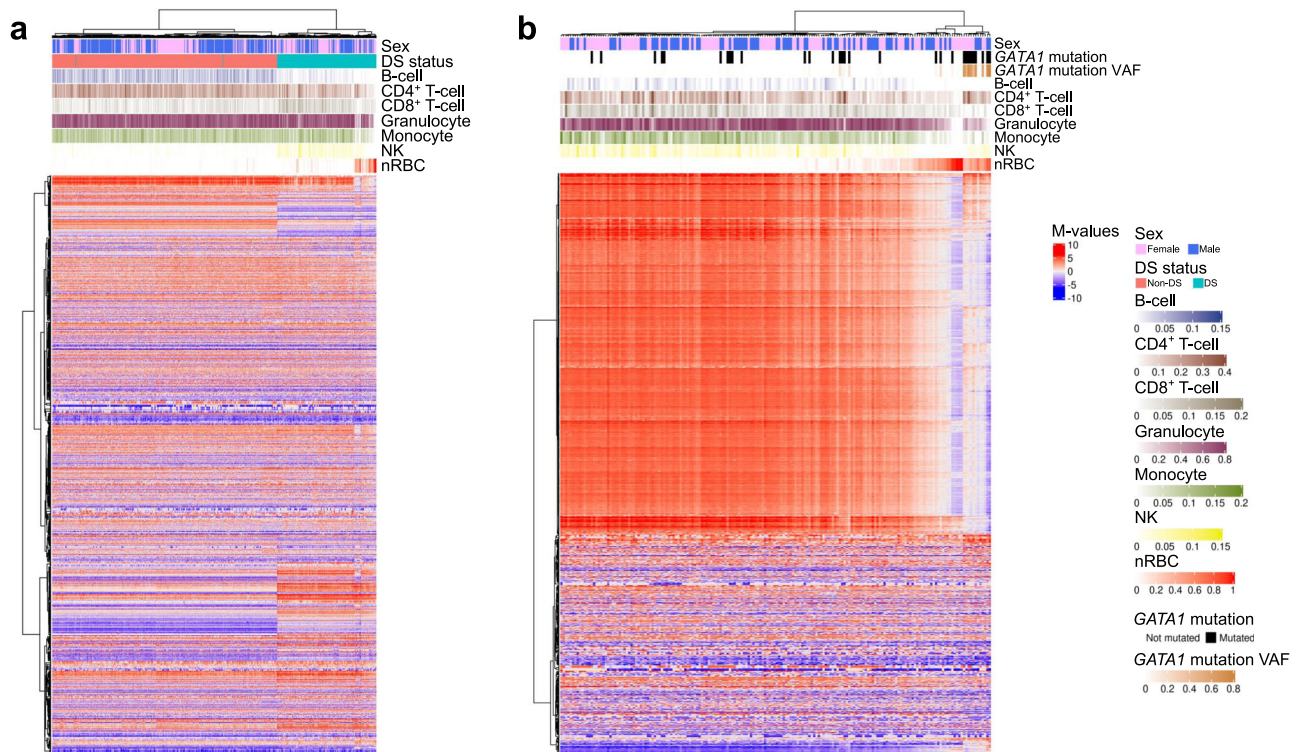 a
Sex
DS status
B-cell
CD4⁺ T-cell
CD8⁺ T-cell
Granulocyte
Monocyte
NK
nRBC
b
Sex
GATA1 mutation
GATA1 mutation VAF
B-cell
CD4⁺ T-cell
CD8⁺ T-cell
Granulocyte
Monocyte
NK
nRBC
M-values
10
5
0
-5
-10
Sex
Female Male
DS status
Non-DS DS
B-cell
0 0.05 0.1 0.15
CD4⁺ T-cell
0 0.1 0.2 0.3 0.4
CD8⁺ T-cell
0 0.05 0.1 0.15 0.2
Granulocyte
0 0.2 0.4 0.6 0.8
Monocyte
0 0.05 0.1 0.15 0.2
NK
0 0.05 0.1 0.15
nRBC
0 0.2 0.4 0.6 0.8 1
GATA1 mutation
Not mutated Mutated
GATA1 mutation VAF
0 0.2 0.4 0.6 0.8